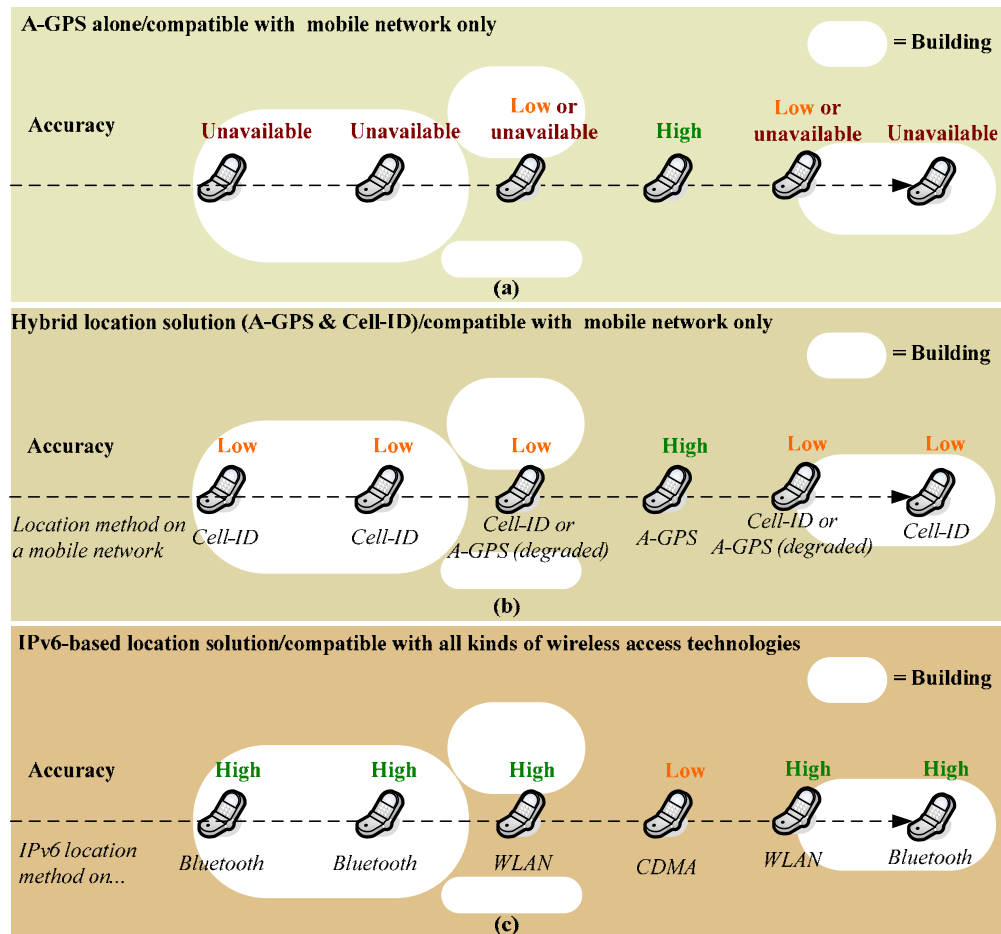 A-GPS alone/compatible with mobile network only
= Building
Accuracy
Unavailable
Unavailable
Low or
unavailable
High
Low or
unavailable
Unavailable
(a)
Hybrid location solution (A-GPS & Cell-ID)/compatible with mobile network only
= Building
Accuracy
Low
Low
Low
High
Low
Low
Location method on
a mobile network
Cell-ID
Cell-ID
Cell-ID or
A-GPS (degraded)
A-GPS
Cell-ID or
A-GPS (degraded)
Cell-ID
(b)
IPv6-based location solution/compatible with all kinds of wireless access technologies
= Building
Accuracy
High
High
High
Low
High
High
IPv6 location
method on...
Bluetooth
Bluetooth
WLAN
CDMA
WLAN
Bluetooth
(c)